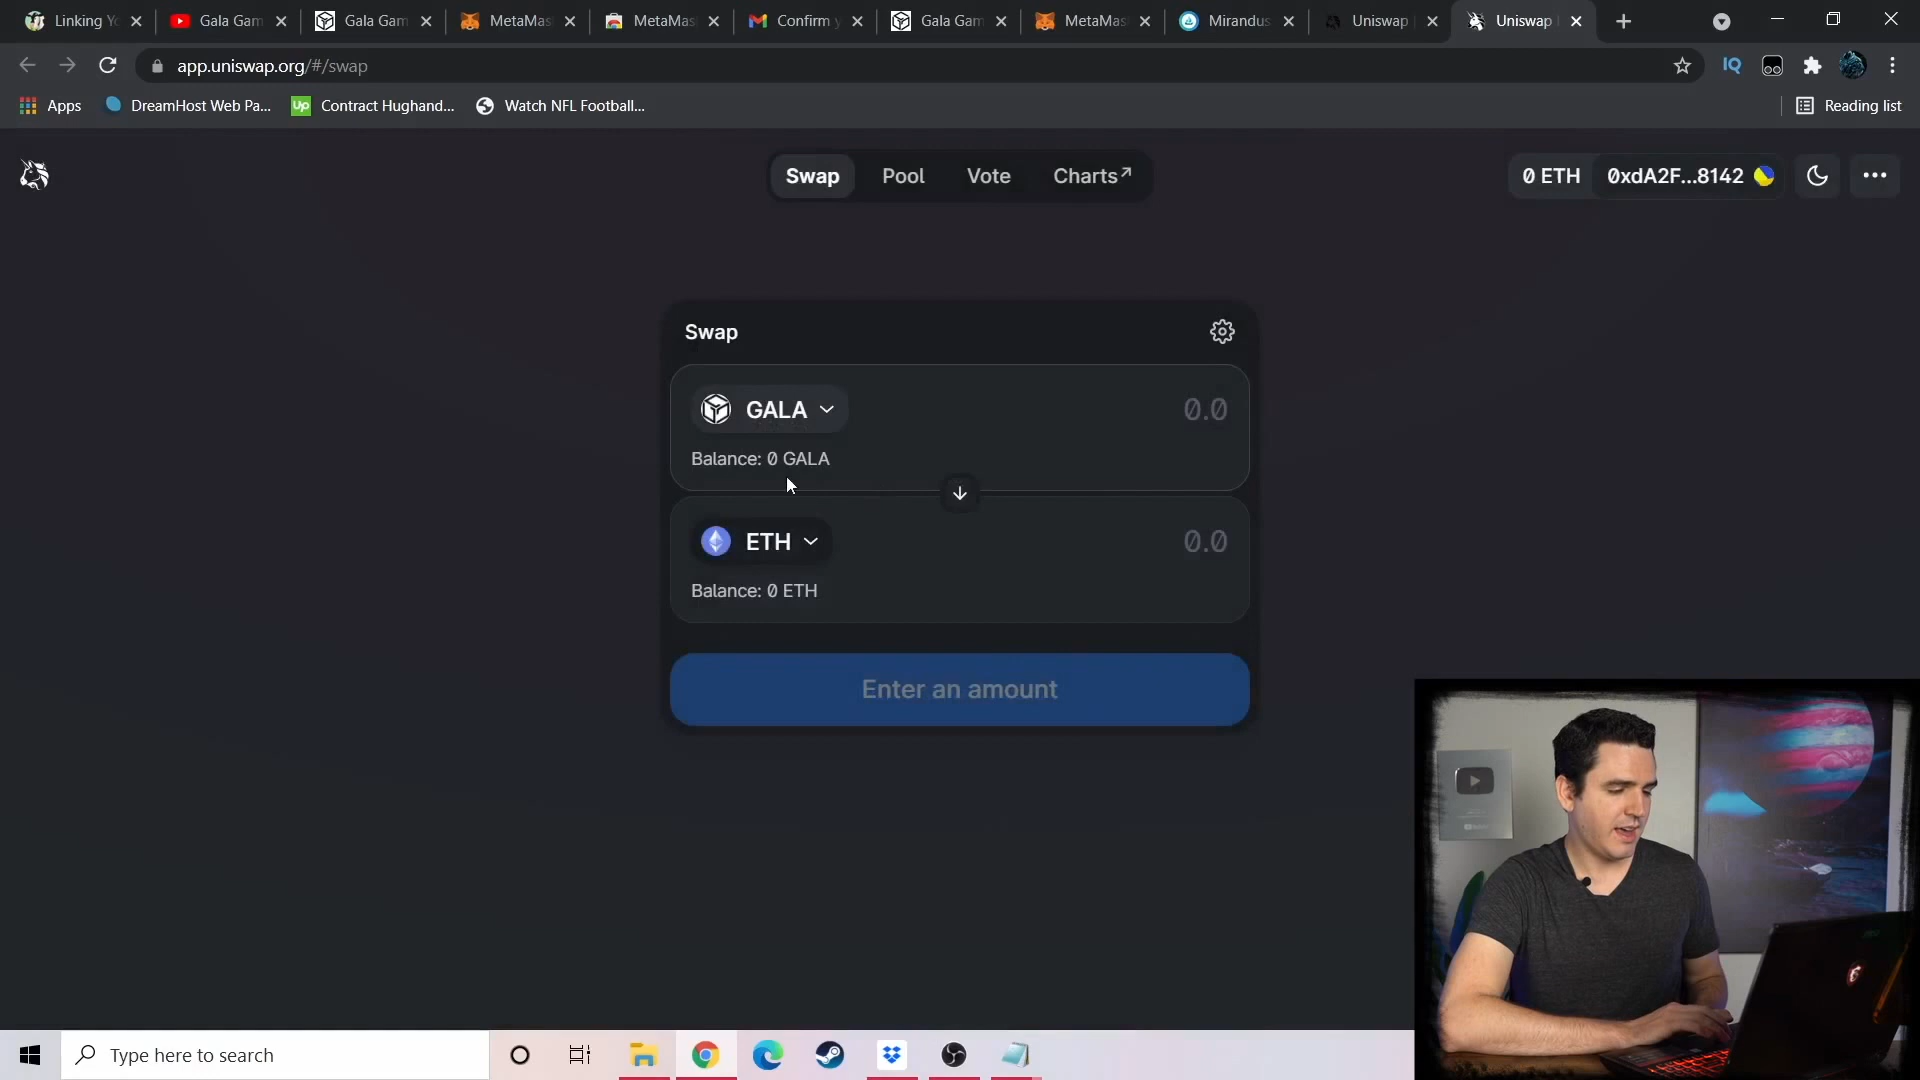 Linking Yo
Gala Gam
Gala Gam
MetaMas
MetaMas
Confirm y
Gala Gam
MetaMas
Mirandus
Uniswap
Uniswap
app.uniswap.org/#/swap
IQ
Apps
DreamHost Web Pa...
Up
Contract Hughand...
Watch NFL Football...
Reading list
Swap
Pool
Vote
Charts↗
0 ETH
0xdA2F...8142
Swap
GALA
0.0
Balance: 0 GALA
ETH
0.0
Balance: 0 ETH
Enter an amount
Type here to search